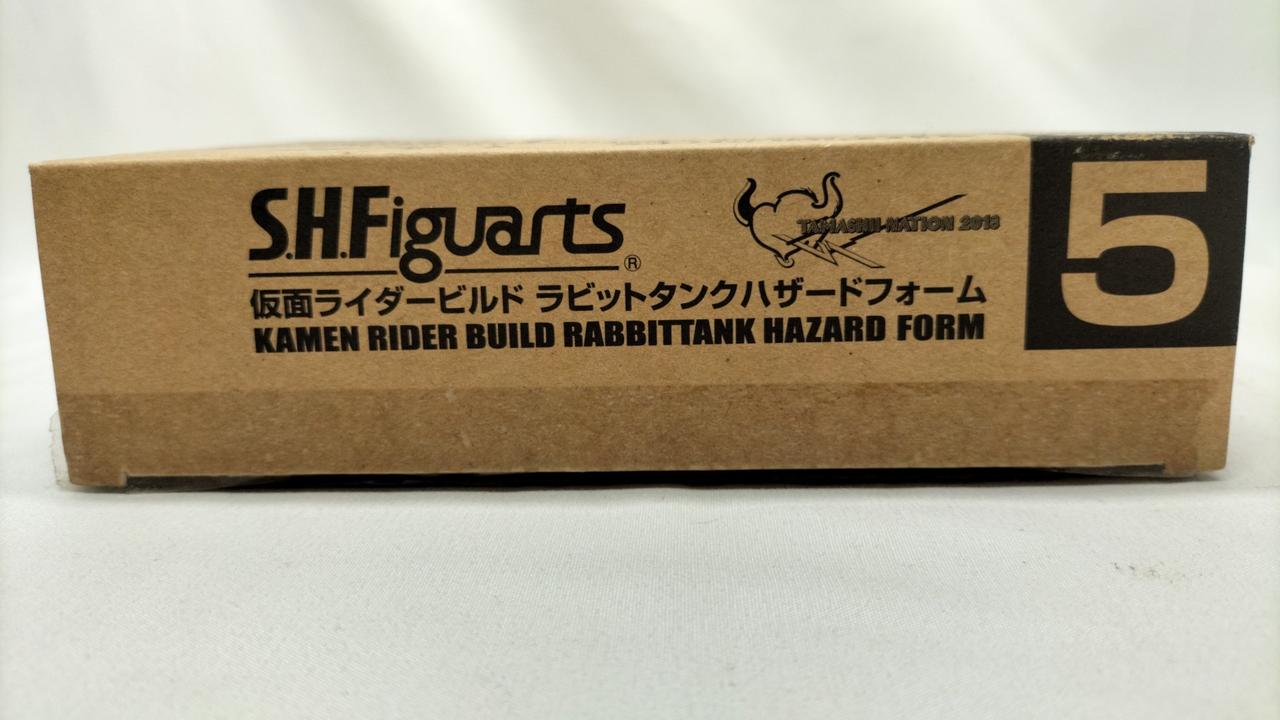 S.H.Figuarts
®
TAMASHII NATION 2018
仮面ライダービルド ラビットタンクハザードフォーム
KAMEN RIDER BUILD RABBITTANK HAZARD FORM
5